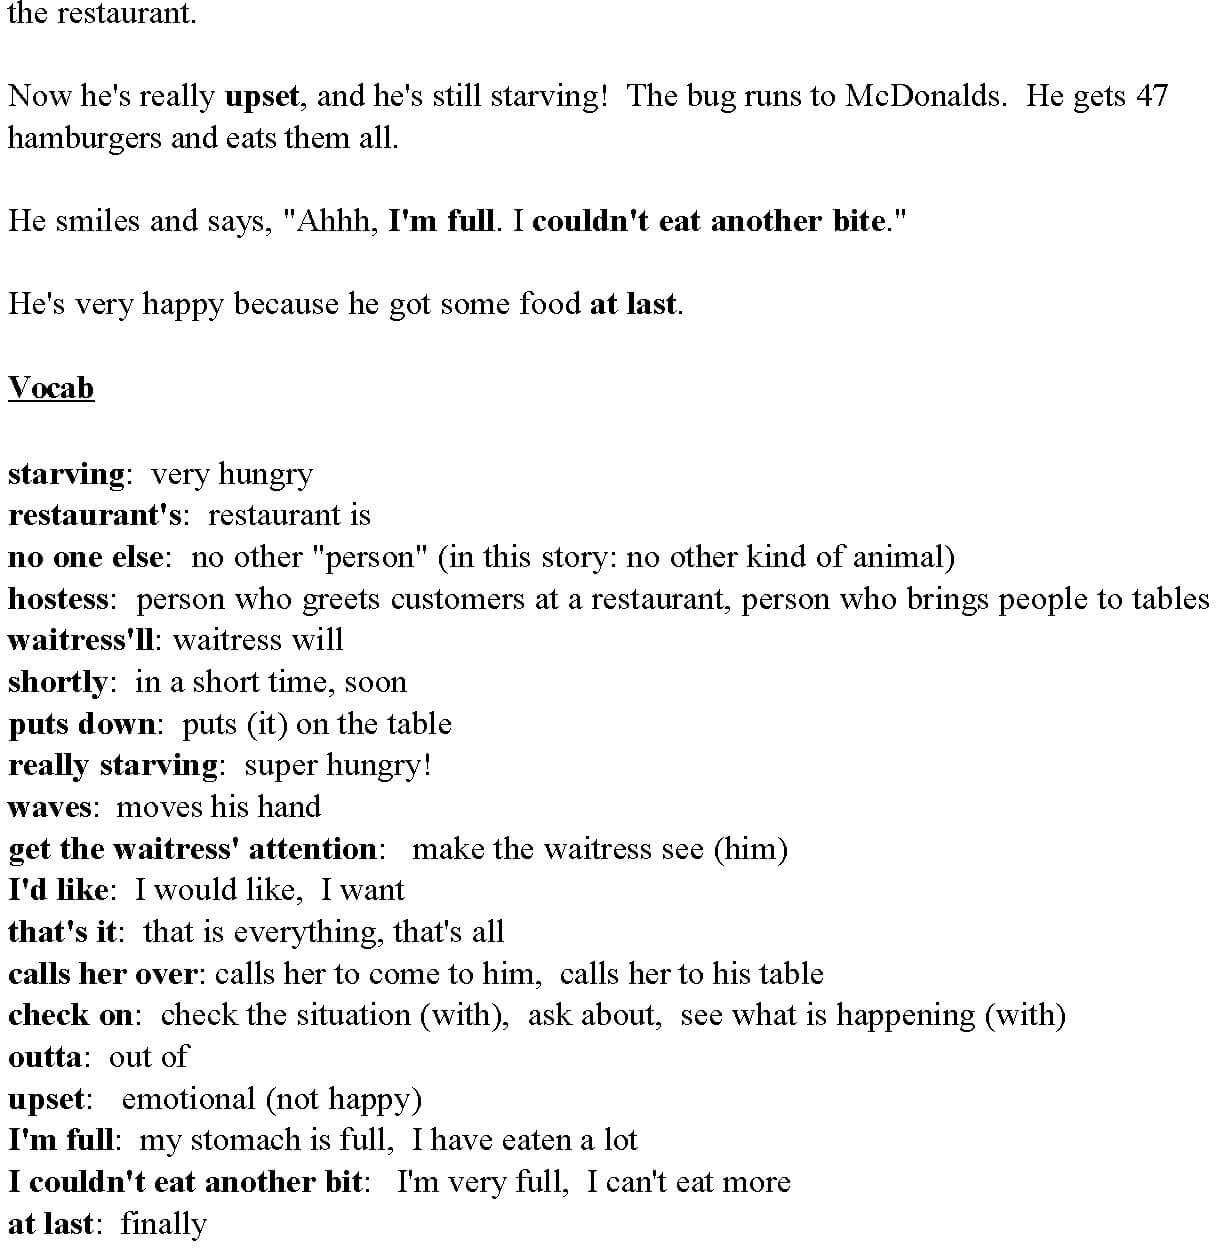 the restaurant.
Now he's really upset, and he's still starving!  The bug runs to McDonalds.  He gets 47
hamburgers and eats them all.
He smiles and says, "Ahhh, I'm full. I couldn't eat another bite."
He's very happy because he got some food at last.
Vocab
starving:  very hungry
restaurant's:  restaurant is
no one else:  no other "person" (in this story: no other kind of animal)
hostess:  person who greets customers at a restaurant, person who brings people to tables
waitress'll: waitress will
shortly:  in a short time, soon
puts down:  puts (it) on the table
really starving:  super hungry!
waves:  moves his hand
get the waitress' attention:   make the waitress see (him)
I'd like:  I would like,  I want
that's it:  that is everything, that's all
calls her over: calls her to come to him,  calls her to his table
check on:  check the situation (with),  ask about,  see what is happening (with)
outta:  out of
upset:   emotional (not happy)
I'm full:  my stomach is full,  I have eaten a lot
I couldn't eat another bit:   I'm very full,  I can't eat more
at last:  finally